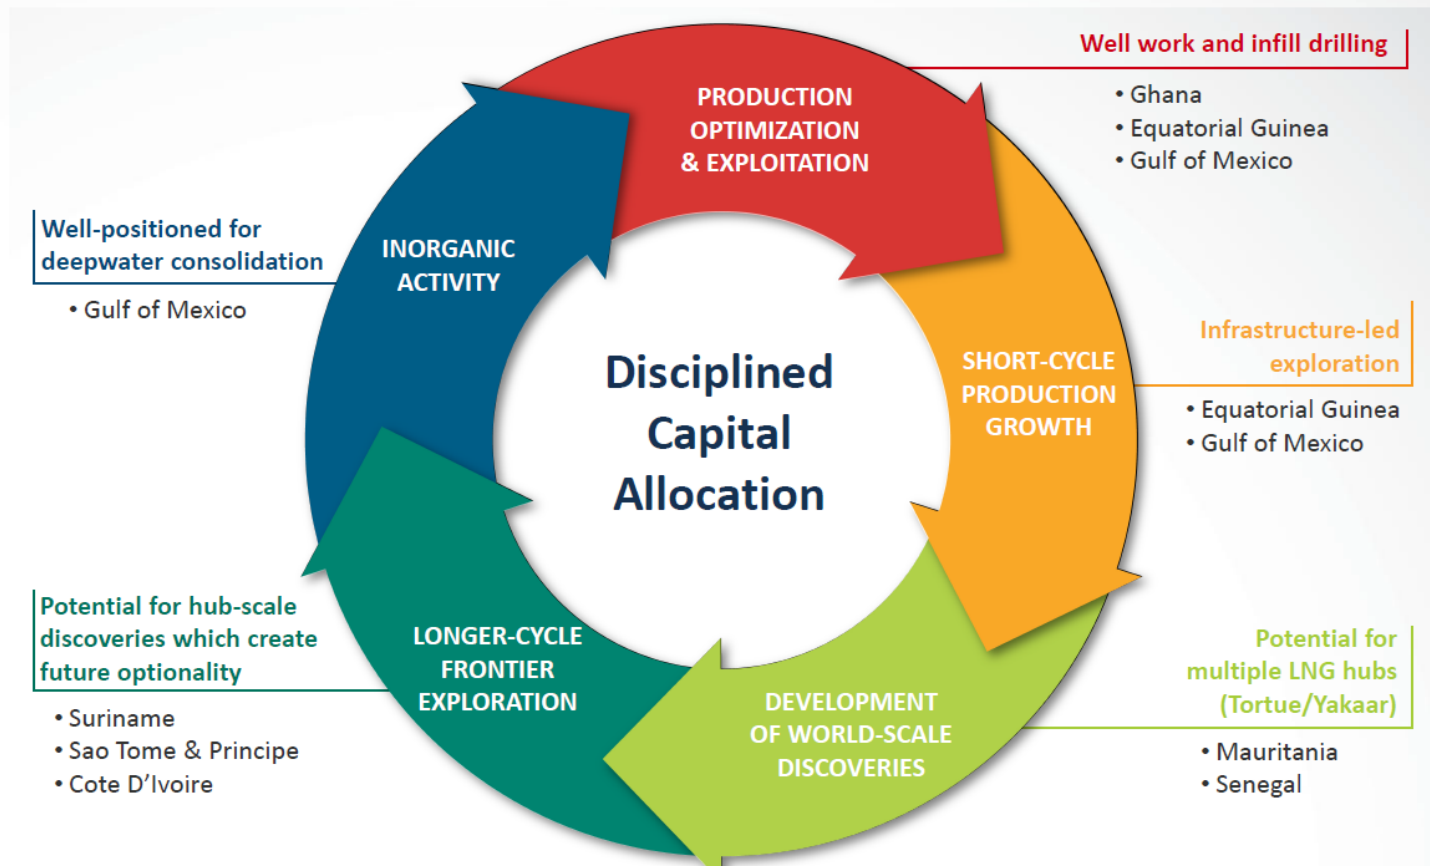 PRODUCTION
OPTIMIZATION
& EXPLOITATION
Well work and infill drilling
• Ghana
• Equatorial Guinea
• Gulf of Mexico
SHORT-CYCLE
PRODUCTION
GROWTH
Infrastructure-led
exploration
• Equatorial Guinea
• Gulf of Mexico
DEVELOPMENT
OF WORLD-SCALE
DISCOVERIES
Potential for
multiple LNG hubs
(Tortue/Yakaar)
• Mauritania
• Senegal
LONGER-CYCLE
FRONTIER
EXPLORATION
Potential for hub-scale
discoveries which create
future optionality
• Suriname
• Sao Tome & Principe
• Cote D’Ivoire
INORGANIC
ACTIVITY
Well-positioned for
deepwater consolidation
• Gulf of Mexico
Disciplined
Capital
Allocation